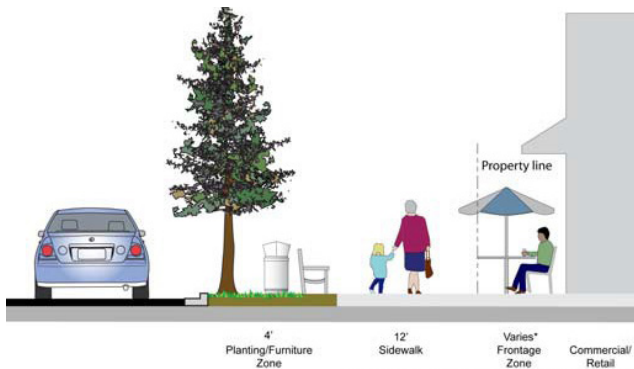 Property line
4'
Planting/Furniture
Zone
12'
Sidewalk
Varies*
Frontage
Zone
Commercial/
Retail